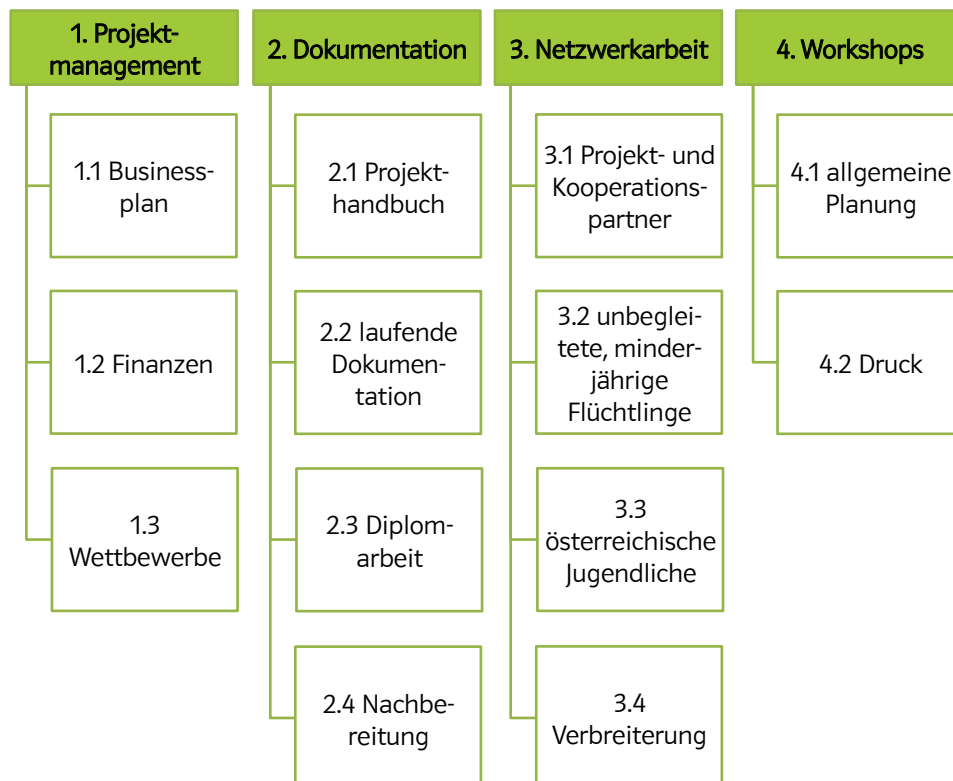 1. Projekt-
management
1.1 Business-
plan
1.2 Finanzen
1.3
Wettbewerbe
2. Dokumentation
2.1 Projekt-
handbuch
2.2 laufende
Dokumen-
tation
2.3 Diplom-
arbeit
2.4 Nachbe-
reitung
3. Netzwerkarbeit
3.1 Projekt- und
Kooperations-
partner
3.2 unbeglei-
tete, minder-
jährige
Flüchtlinge
3.3
österreichische
Jugendliche
3.4
Verbreiterung
4. Workshops
4.1 allgemeine
Planung
4.2 Druck